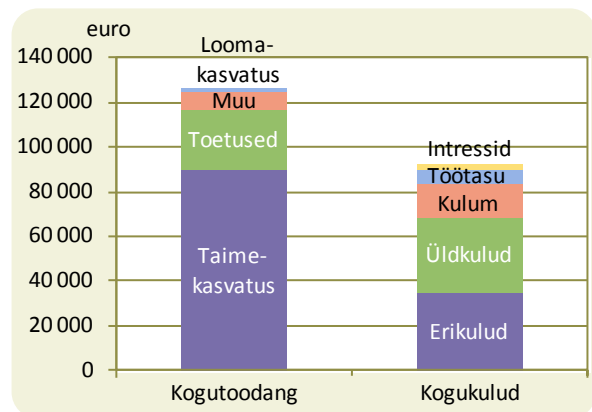 euro
140 000
120 000
100 000
80 000
60 000
40 000
20 000
0
Looma-
kasvatus
Muu
Toetused
Taime-
kasvatus
Intressid
Töötasu
Kulum
Üldkulud
Erikulud
Kogutoodang
Kogukulud